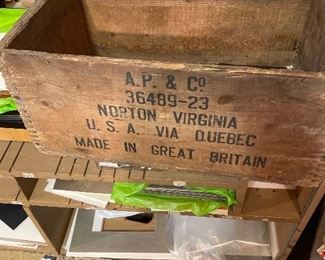 A.P. & Co
36489-23
NORTON VIRGINIA
U.S.A. VIA QUEBEC
MADE IN GREAT BRITAIN